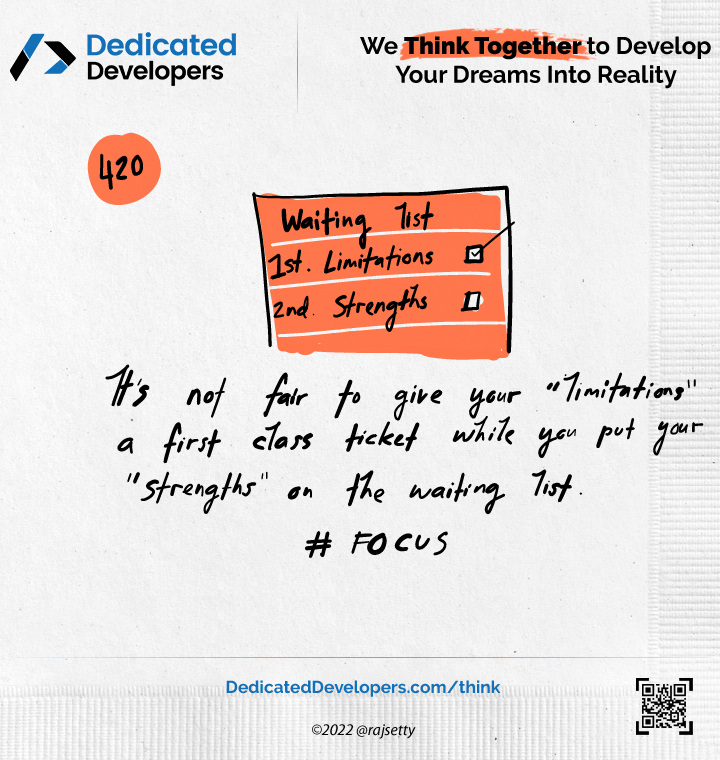 Dedicated
Developers
We Think Together to Develop
Your Dreams Into Reality
420
Waiting list
1st. Limitations
2nd. Strengths
It's not fair to give your "limitations"
a first class ticket while you put your
"strengths" on the waiting list.
# FOCUS
DedicatedDevelopers.com/think
©2022 @rajsetty